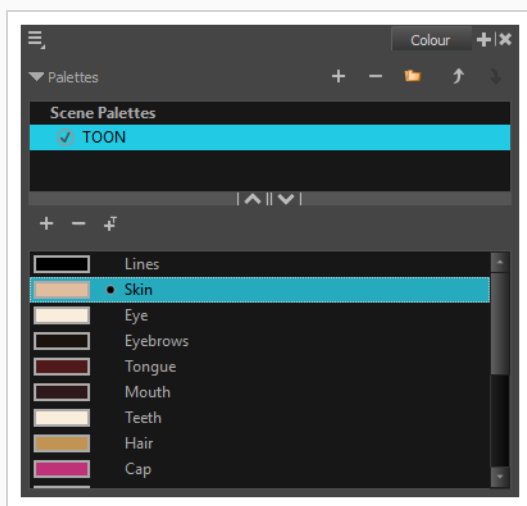 Colour
Palettes
Scene Palettes
TOON
Lines
Skin
Eye
Eyebrows
Tongue
Mouth
Teeth
Hair
Cap